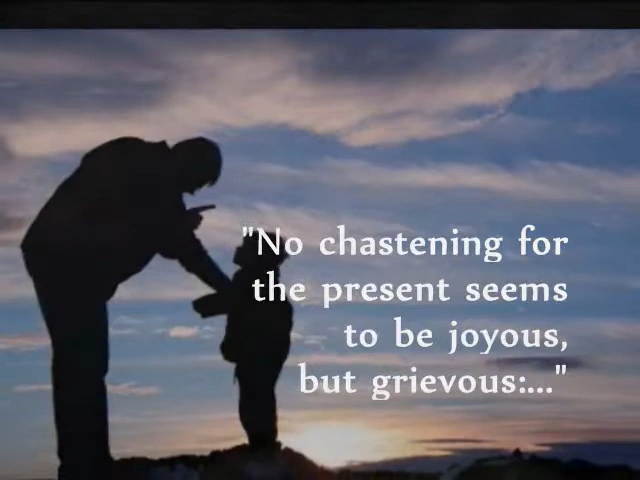 "No chastening for
the present seems
to be joyous,
but grievous:..."